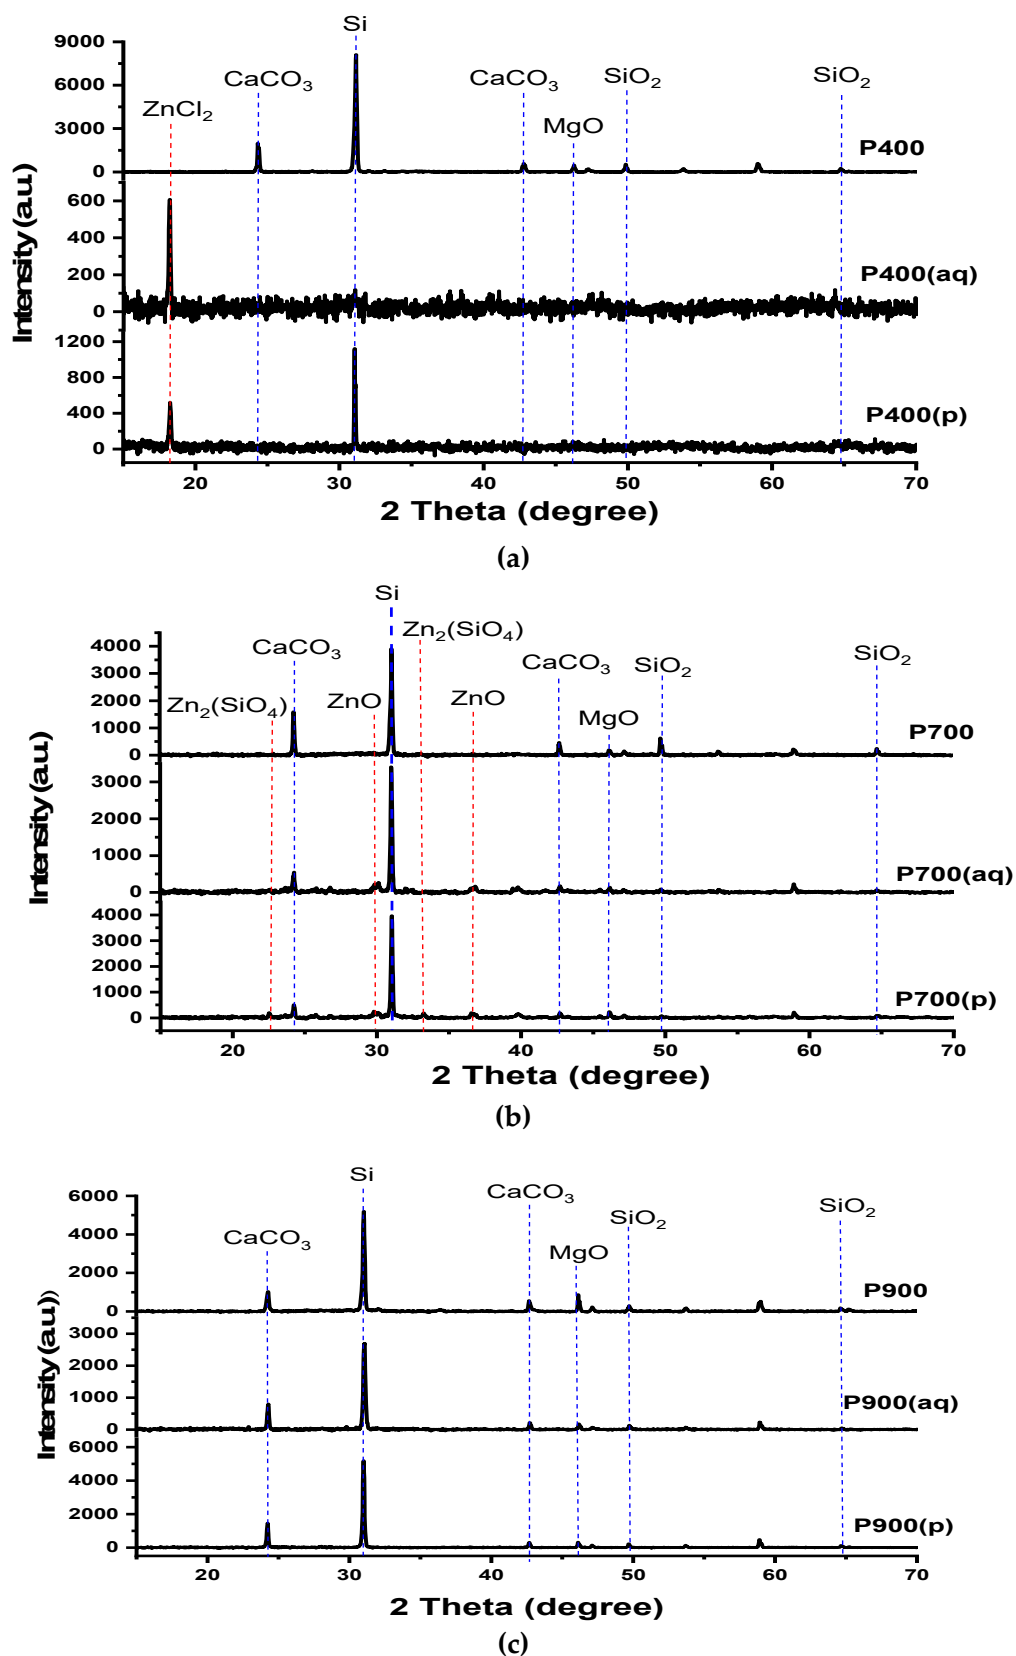 Si
9000
CaCO₃
CaCO₃
SiO₂
SiO₂
6000
ZnCl₂
MgO
3000
P400
0
600
400
P400(aq)
200
0
1200
800
P400(p)
400
0
Intensity (a.u.)
20 30 40 50 60 70
2 Theta (degree)
(a)
Si
Zn₂(SiO₄)
4000
CaCO₃
CaCO₃
SiO₂
SiO₂
3000
Zn₂(SiO₄)
ZnO
ZnO
2000
MgO
P700
1000
0
3000
2000
1000
P700(aq)
0
4000
3000
2000
P700(p)
1000
0
Intensity (a.u.)
20 30 40 50 60 70
2 Theta (degree)
(b)
Si
6000
CaCO₃
SiO₂
SiO₂
4000
CaCO₃
MgO
2000
P900
0
3000
2000
1000
P900(aq)
0
6000
4000
P900(p)
2000
0
Intensity (a.u.))
20 30 40 50 60 70
2 Theta (degree)
(c)